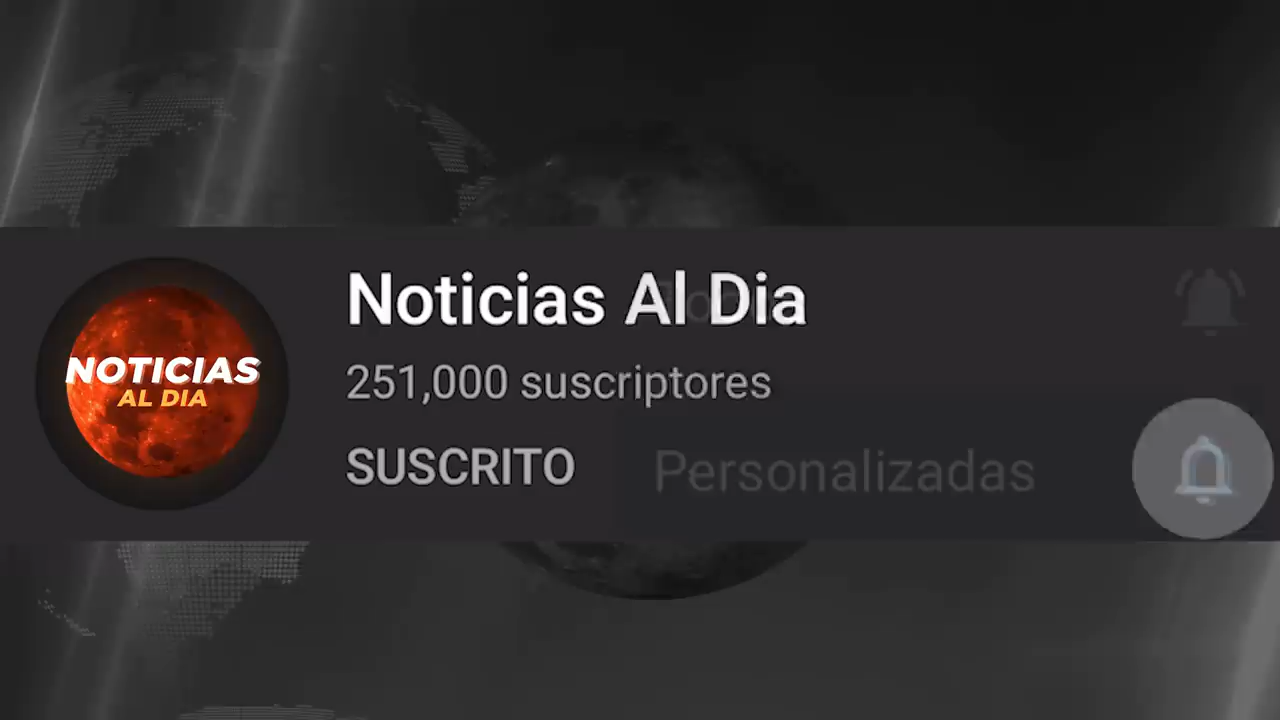 NOTICIAS
AL DIA
Noticias Al Dia
251,000 suscriptores
SUSCRITO
Personalizadas